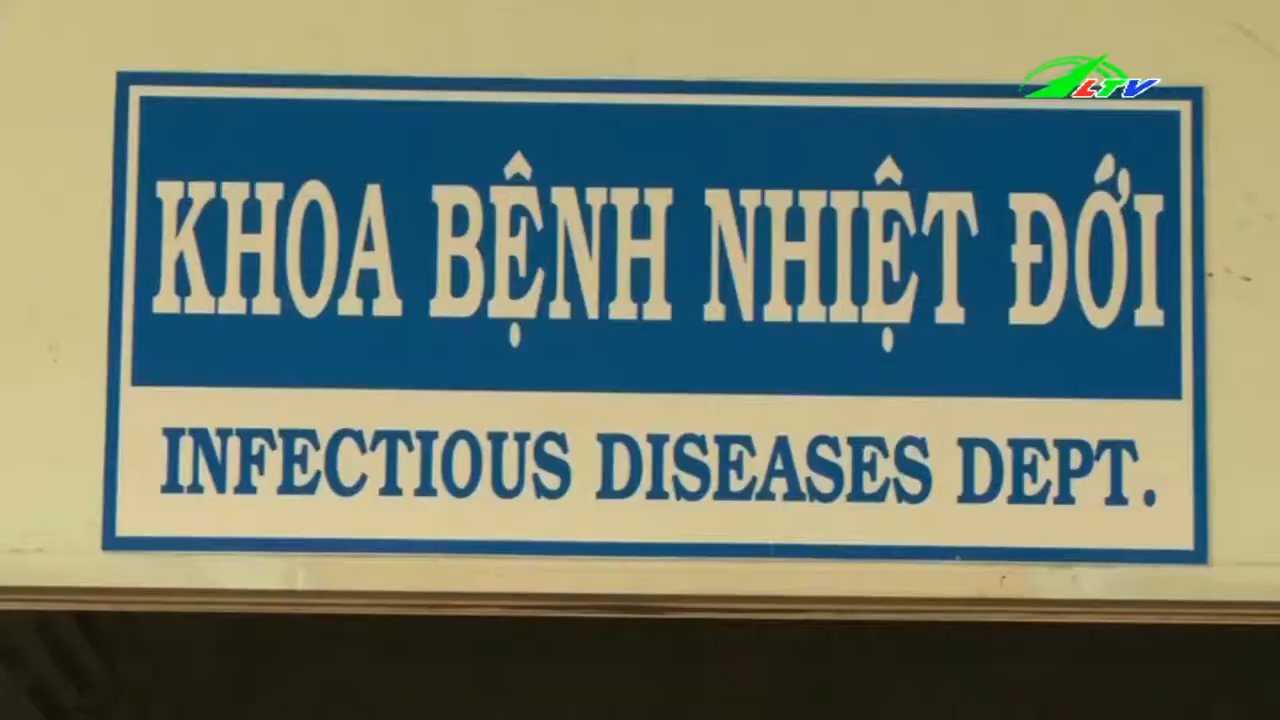 LTV
KHOA BỆNH NHIỆT ĐỚI
INFECTIOUS DISEASES DEPT.